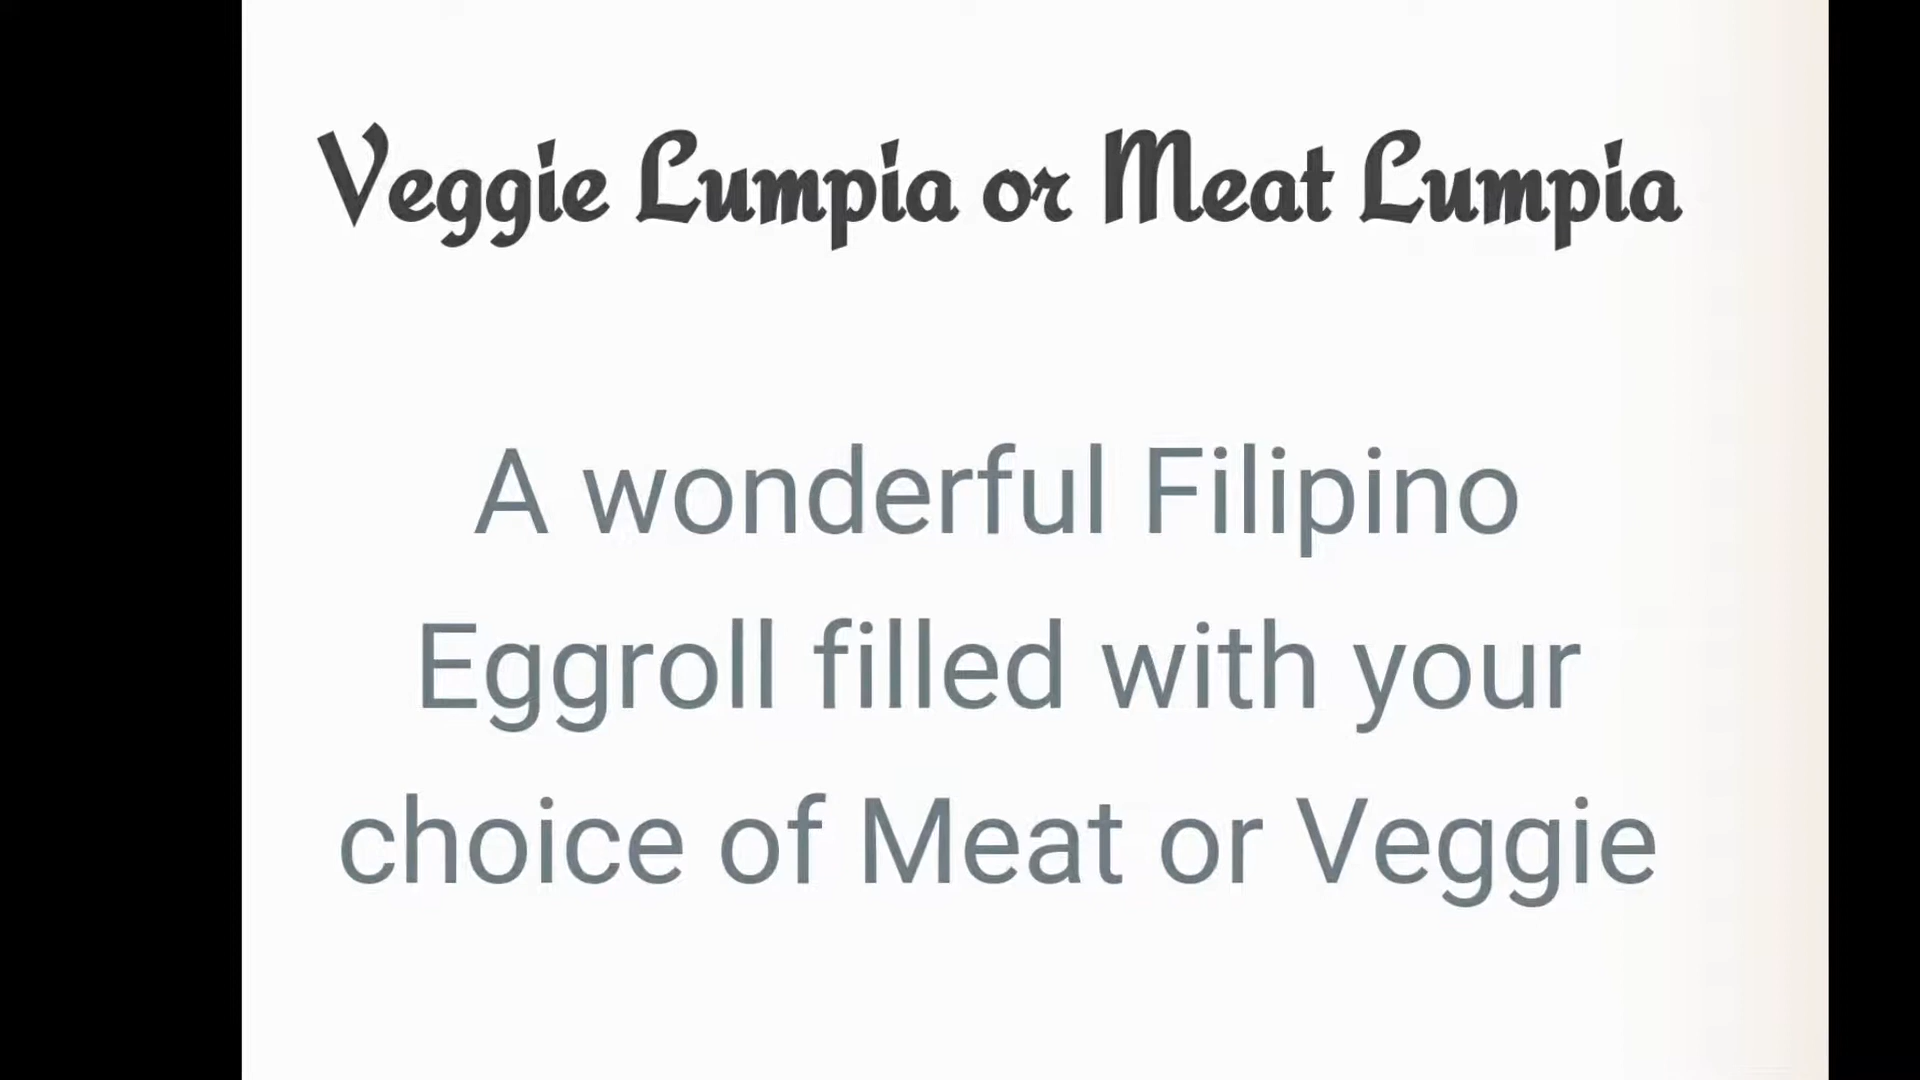 Veggie Lumpia or Meat Lumpia
A wonderful Filipino
Eggroll filled with your
choice of Meat or Veggie